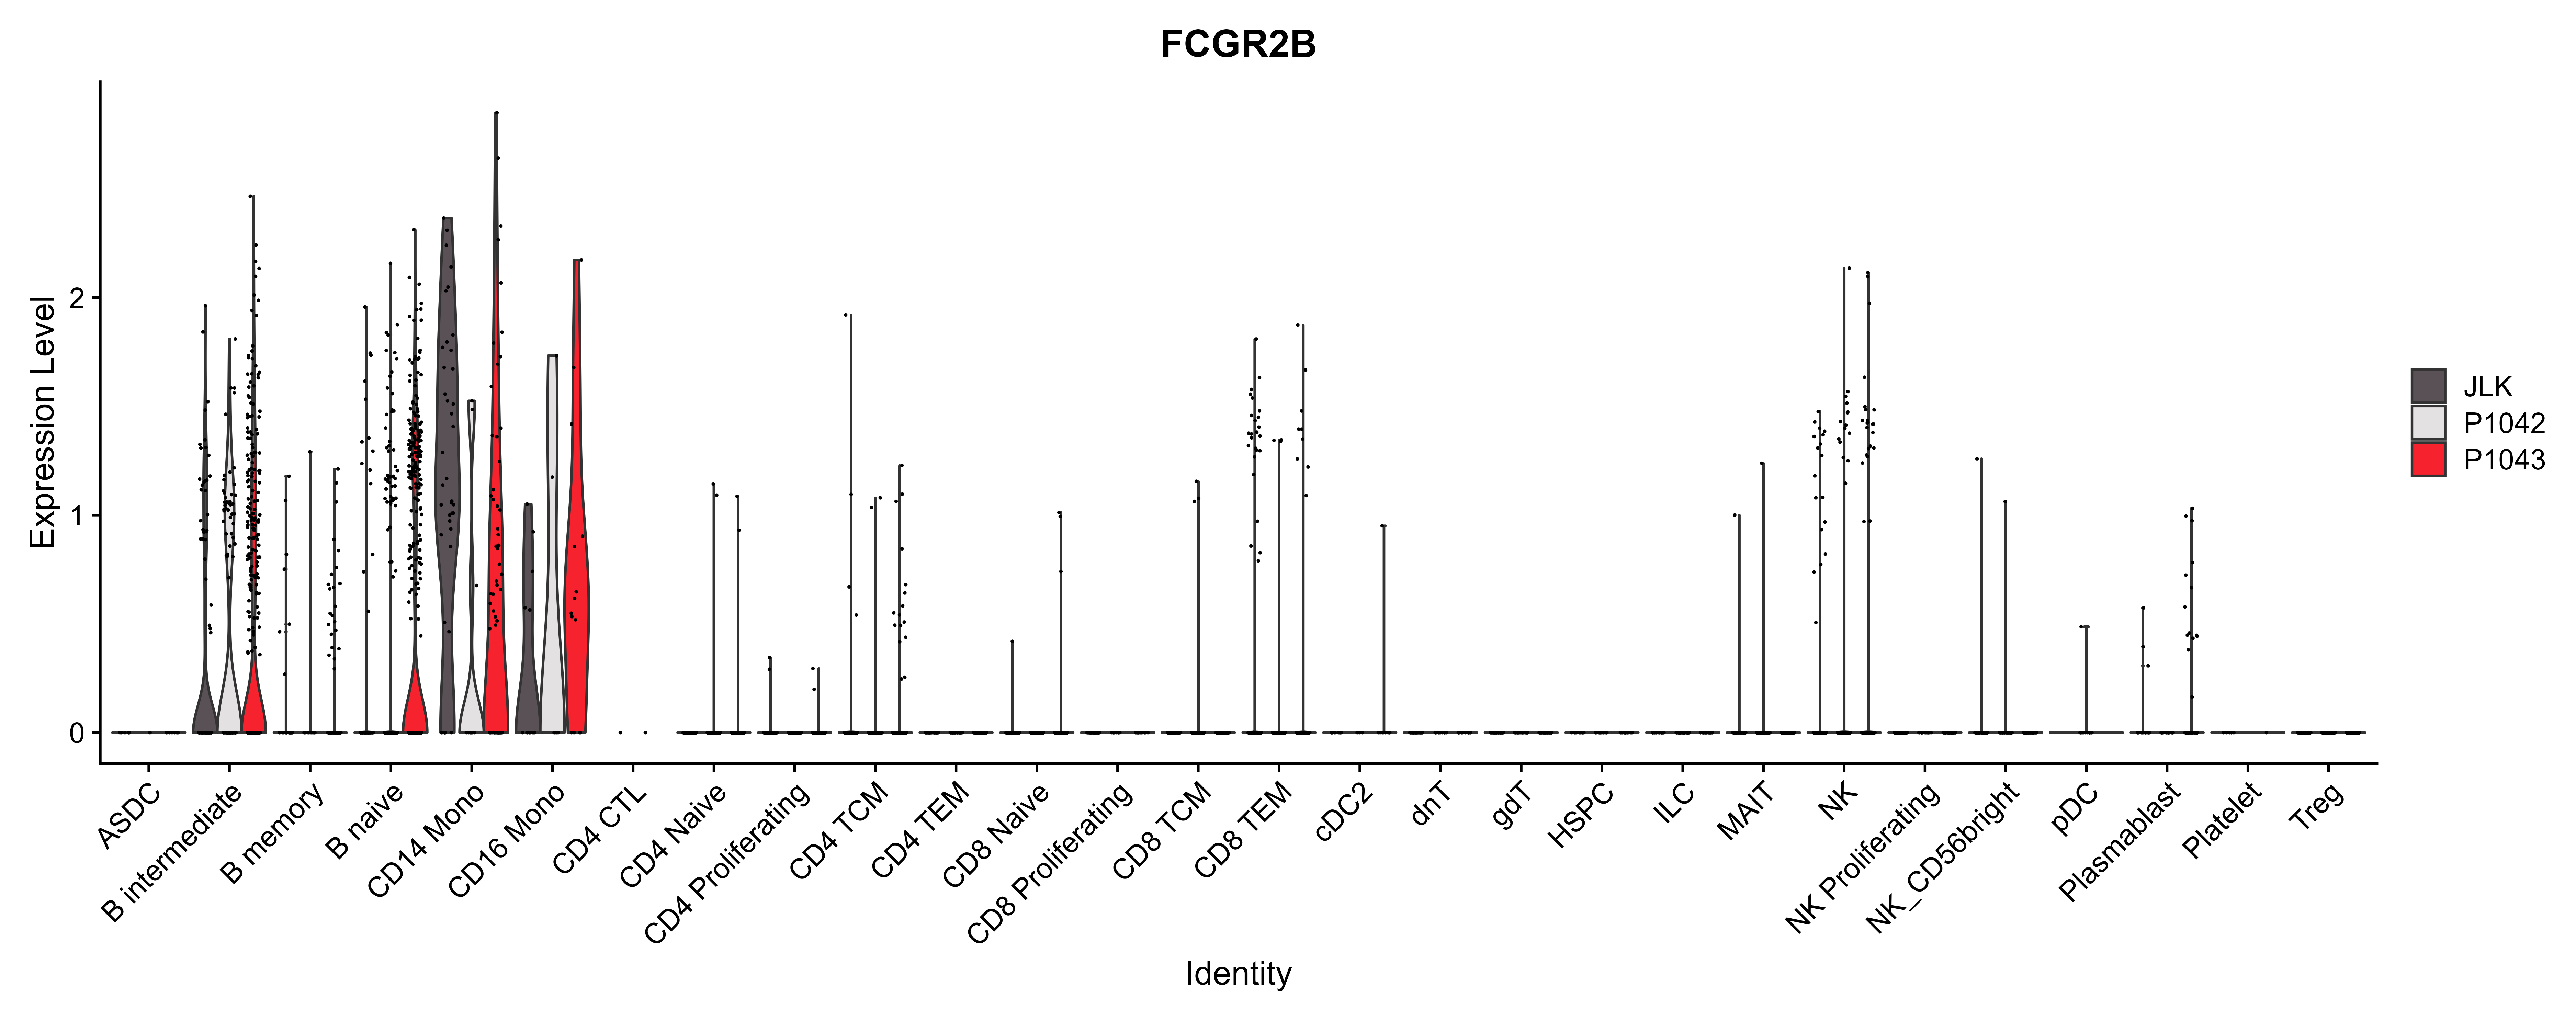 FCGR2B
Expression Level
2
1
0
ASDC
B intermediate
B memory
B naive
CD14 Mono
CD16 Mono
CD4 CTL
CD4 Naive
CD4 Proliferating
CD4 TCM
CD4 TEM
CD8 Naive
CD8 Proliferating
CD8 TCM
CD8 TEM
cDC2
dnT
gdT
HSPC
ILC
MAIT
NK
NK Proliferating
NK_CD56bright
pDC
Plasmablast
Platelet
Treg
Identity
JLK
P1042
P1043